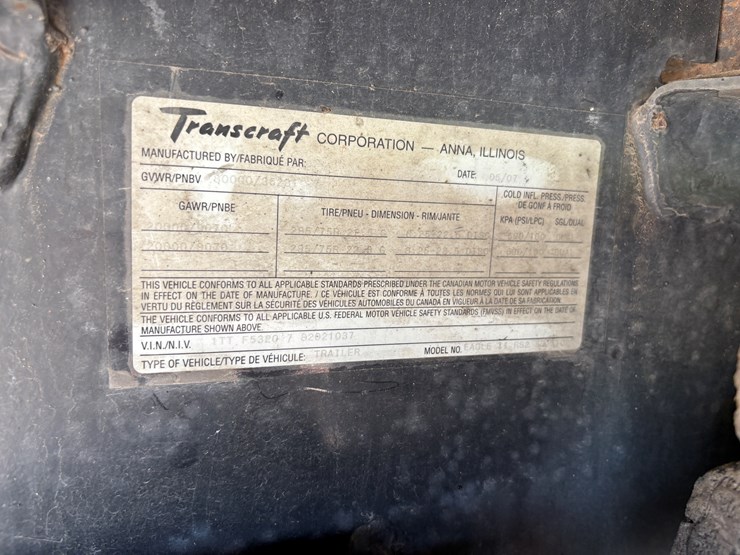 Transcraft CORPORATION — ANNA, ILLINOIS
MANUFACTURED BY/FABRIQUÉ PAR:
DATE: 06/07
GVWR/PNBV
GAWR/PNBE
TIRE/PNEU - DIMENSION - RIM/JANTE
COLD INFL. PRESS./PRESS.
DE GONF A FROID
KPA (PSI/LPC) SGL/DUAL
THIS VEHICLE CONFORMS TO ALL APPLICABLE STANDARDS PRESCRIBED UNDER THE CANADIAN MOTOR VEHICLE SAFETY REGULATIONS
IN EFFECT ON THE DATE OF MANUFACTURE. / CE VÉHICULE EST CONFORME À TOUTES LES NORMES QUI LUI SONT APPLICABLES EN
VERTU DU RÈGLEMENT SUR LA SÉCURITÉ DES VÉHICULES AUTOMOBILES DU CANADA EN VIGUEUR À LA DATE DE SA FABRICATION.
THE VEHICLE CONFORMS TO ALL APPLICABLE U.S. FEDERAL MOTOR VEHICLE SAFETY STANDARDS (FMVSS) IN EFFECT ON THE DATE OF
MANUFACTURE SHOWN ABOVE.
V.I.N./N.I.V.
TYPE OF VEHICLE/TYPE DE VÉHICULE: TRAILER
MODEL NO. EAGLE